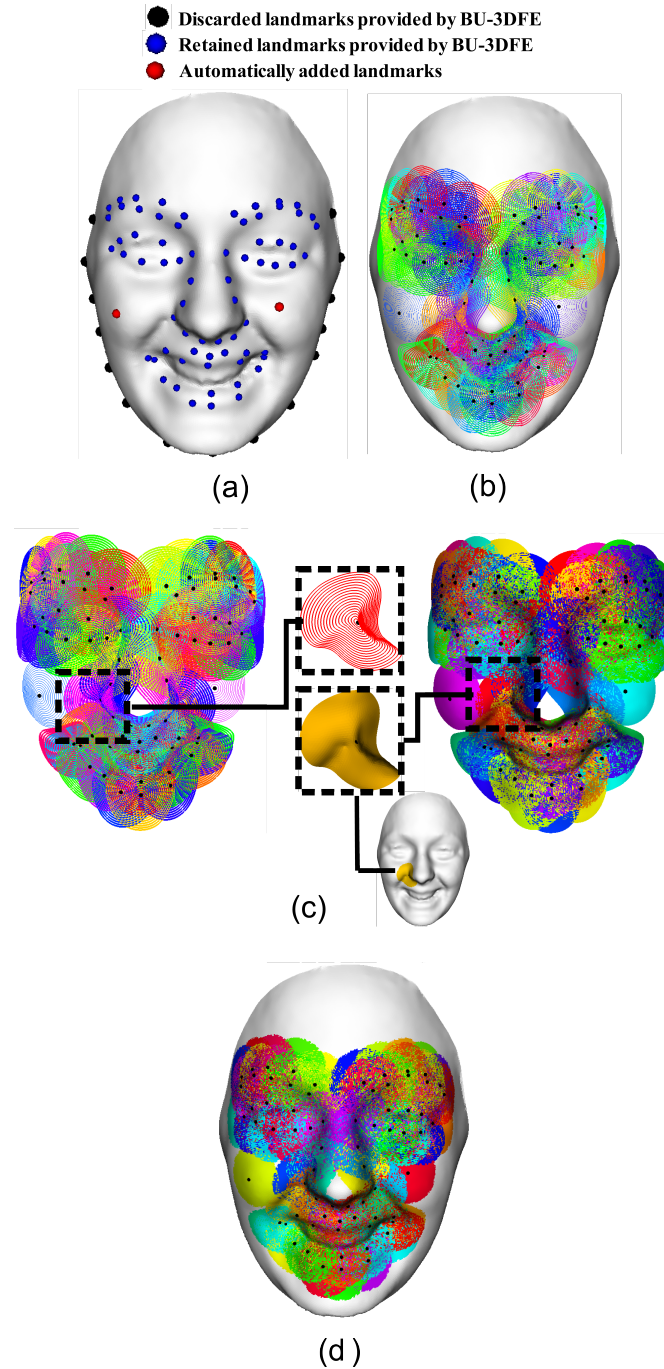 Discarded landmarks provided by BU-3DFE
Retained landmarks provided by BU-3DFE
Automatically added landmarks
(a)
(b)
(c)
(d )